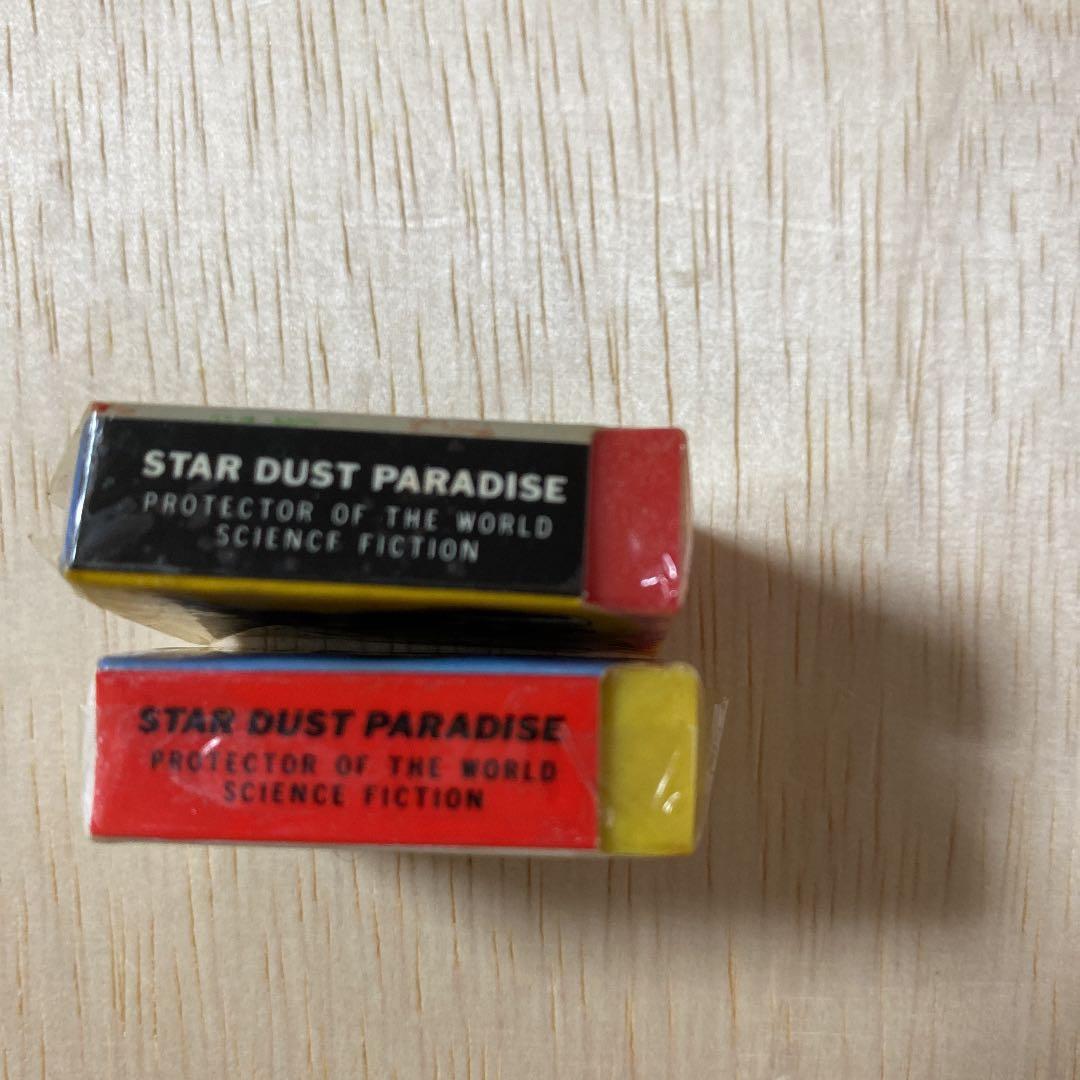 STAR DUST PARADISE
PROTECTOR OF THE WORLD
SCIENCE FICTION
STAR DUST PARADISE
PROTECTOR OF THE WORLD
SCIENCE FICTION